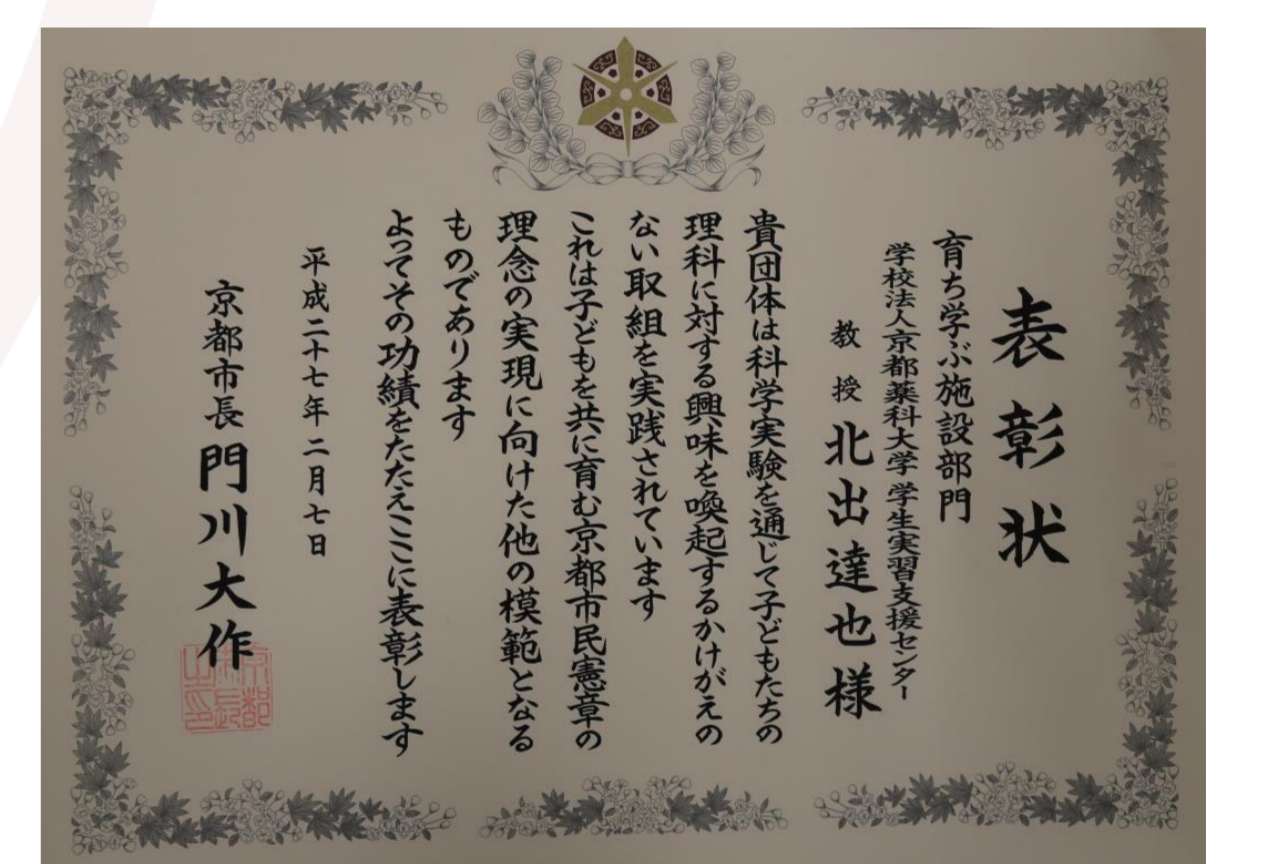 表彰状
育ち学ぶ施設部門
学校法人京都薬科大学 学生実習支援センター
教授 北出達也様
貴団体は科学実験を通じて子どもたちの
理科に対する興味を喚起するかけがえの
ない取組を実践されています
これは子どもを共に育む京都市民憲章の
理念の実現に向けた他の模範となる
ものであります
よってその功績をたたえここに表彰します
平成二十七年二月七日
京都市長 門川大作
京都市長之印